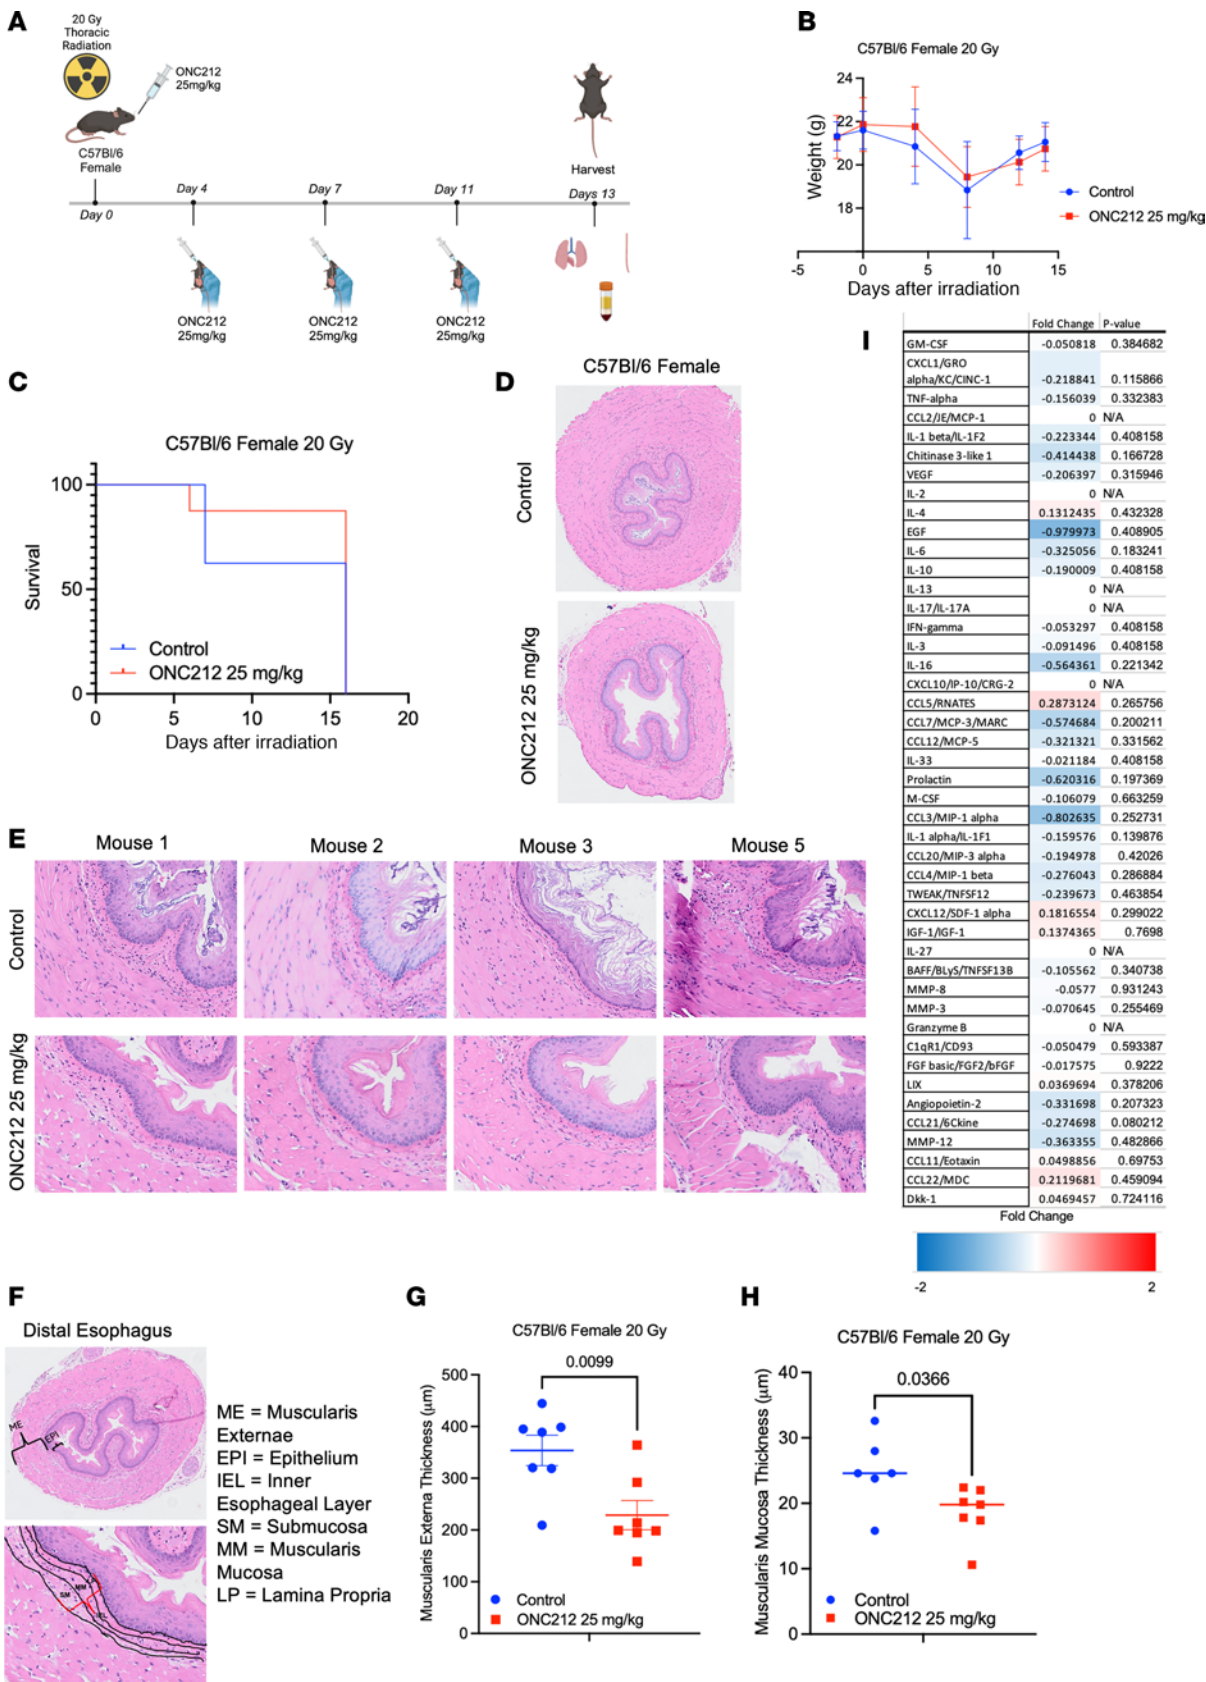 A
20 Gy
Thoracic
Radiation
ONC212
25mg/kg
C57Bl/6
Female
Harvest
Day 0
Day 4
Day 7
Day 11
Days 13
ONC212
25mg/kg
ONC212
25mg/kg
ONC212
25mg/kg
B
C57Bl/6 Female 20 Gy
Weight (g)
24
22
20
18
-5
0
5
10
15
Days after irradiation
Control
ONC212 25 mg/kg
C
C57Bl/6 Female 20 Gy
Survival
100
50
0
0
5
10
15
20
Control
ONC212 25 mg/kg
Days after irradiation
D
C57Bl/6 Female
Control
ONC212 25 mg/kg
E
Mouse 1
Mouse 2
Mouse 3
Mouse 5
Control
ONC212 25 mg/kg
I
Fold Change P-value
GM-CSF -0.050818 0.384682
CXCL1/GRO
alpha/KC/CINC-1 -0.218841 0.115866
TNF-alpha -0.156039 0.332383
CCL2/JE/MCP-1 0 N/A
IL-1 beta/IL-1F2 -0.223344 0.408158
Chitinase 3-like 1 -0.414438 0.166728
VEGF -0.206397 0.315946
IL-2 0 N/A
IL-4 0.1312435 0.432328
EGF -0.979973 0.408905
IL-6 -0.325056 0.183241
IL-10 -0.190009 0.408158
IL-13 0 N/A
IL-17/IL-17A 0 N/A
IFN-gamma -0.053297 0.408158
IL-3 -0.091496 0.408158
IL-16 -0.564361 0.221342
CXCL10/IP-10/CRG-2 0 N/A
CCL5/RNATES 0.2873124 0.265756
CCL7/MCP-3/MARC -0.574684 0.200211
CCL12/MCP-5 -0.321321 0.331562
IL-33 -0.021184 0.408158
Prolactin -0.620316 0.197369
M-CSF -0.106079 0.663259
CCL3/MIP-1 alpha -0.802635 0.252731
IL-1 alpha/IL-1F1 -0.159576 0.139876
CCL20/MIP-3 alpha -0.194978 0.42026
CCL4/MIP-1 beta -0.276043 0.286884
TWEAK/TNFSF12 -0.239673 0.463854
CXCL12/SDF-1 alpha 0.1816554 0.299022
IGF-1/IGF-1 0.1374365 0.7698
IL-27 0 N/A
BAFF/BLyS/TNFSF13B -0.105562 0.340738
MMP-8 -0.0577 0.931243
MMP-3 -0.070645 0.255469
Granzyme B 0 N/A
C1qR1/CD93 -0.050479 0.593387
FGF basic/FGF2/bFGF -0.017575 0.9222
LIX 0.0369694 0.378206
Angiopoietin-2 -0.331698 0.207323
CCL21/6Ckine -0.274698 0.080212
MMP-12 -0.363355 0.482866
CCL11/Eotaxin 0.0498856 0.69753
CCL22/MDC 0.2119681 0.459094
Dkk-1 0.0469457 0.724116
Fold Change
-2
2
F
Distal Esophagus
ME
EPI
SM
MM
LP
IEL
ME = Muscularis
Externae
EPI = Epithelium
IEL = Inner
Esophageal Layer
SM = Submucosa
MM = Muscularis
Mucosa
LP = Lamina Propria
G
C57Bl/6 Female 20 Gy
0.0099
Muscularis Externa Thickness (μm)
500
400
300
200
100
0
Control
ONC212 25 mg/kg
H
C57Bl/6 Female 20 Gy
0.0366
Muscularis Mucosa Thickness (μm)
40
30
20
10
0
Control
ONC212 25 mg/kg